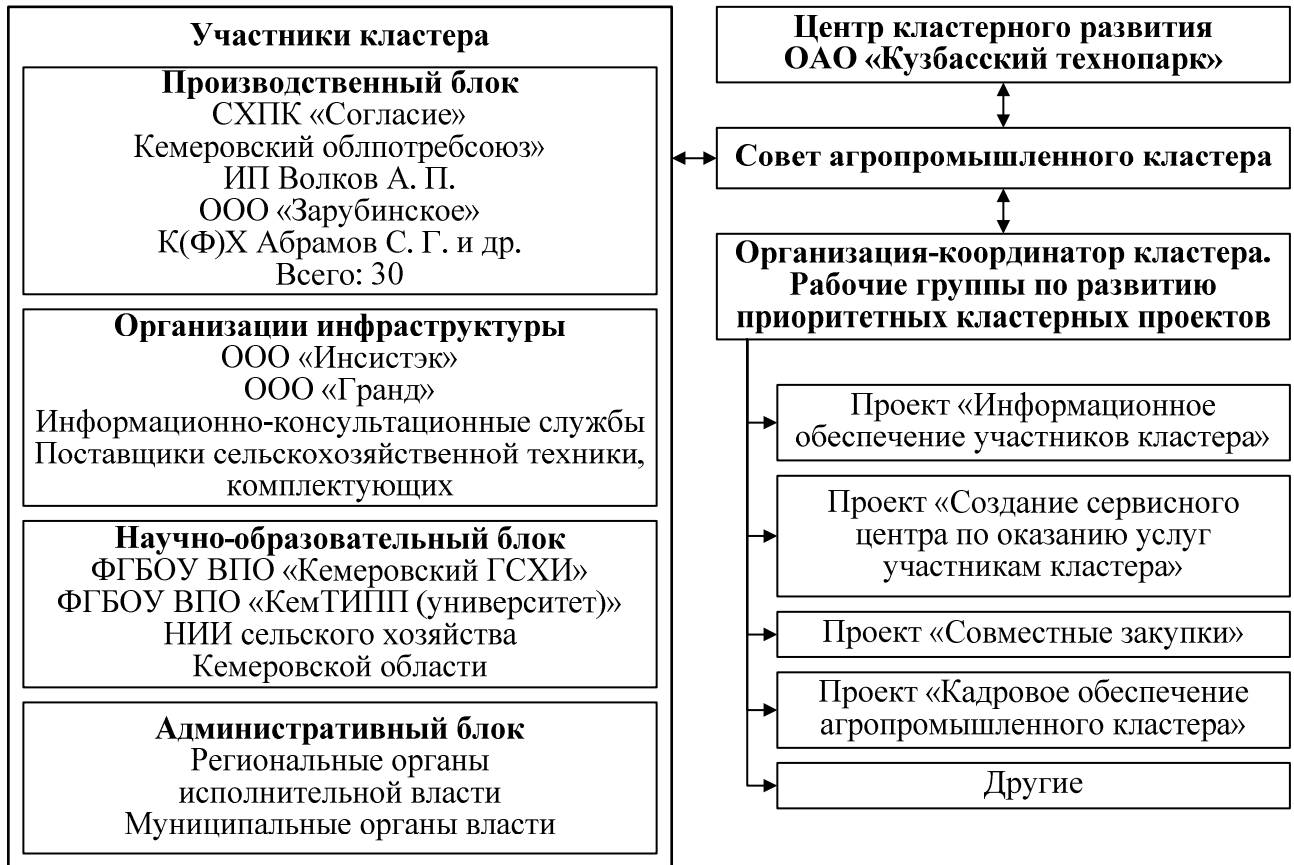 Участники кластера
Производственный блок
СХПК «Согласие»
Кемеровский облпотребсоюз»
ИП Волков А. П.
ООО «Зарубинское»
К(Ф)Х Абрамов С. Г. и др.
Всего: 30
Организации инфраструктуры
ООО «Инсистэк»
ООО «Гранд»
Информационно-консультационные службы
Поставщики сельскохозяйственной техники,
комплектующих
Научно-образовательный блок
ФГБОУ ВПО «Кемеровский ГСХИ»
ФГБОУ ВПО «КемТИПП (университет)»
НИИ сельского хозяйства
Кемеровской области
Административный блок
Региональные органы
исполнительной власти
Муниципальные органы власти
Центр кластерного развития
ОАО «Кузбасский технопарк»
Совет агропромышленного кластера
Организация-координатор кластера.
Рабочие группы по развитию
приоритетных кластерных проектов
Проект «Информационное
обеспечение участников кластера»
Проект «Создание сервисного
центра по оказанию услуг
участникам кластера»
Проект «Совместные закупки»
Проект «Кадровое обеспечение
агропромышленного кластера»
Другие